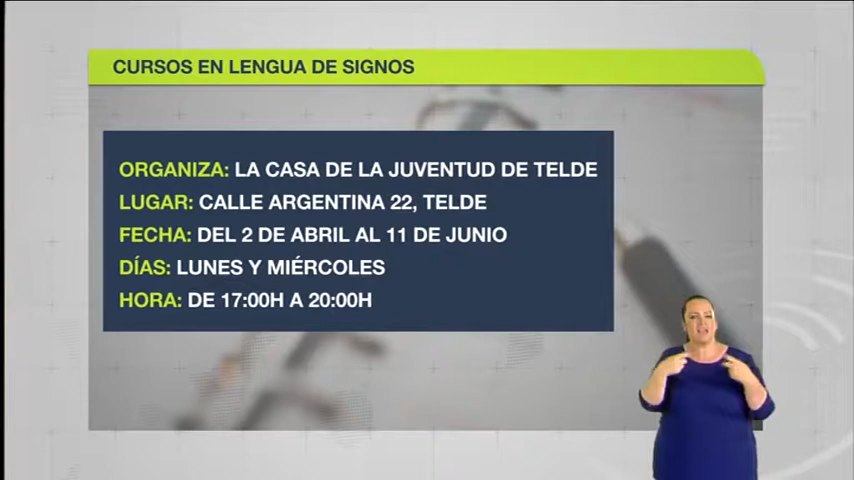 CURSOS EN LENGUA DE SIGNOS
ORGANIZA: LA CASA DE LA JUVENTUD DE TELDE
LUGAR: CALLE ARGENTINA 22, TELDE
FECHA: DEL 2 DE ABRIL AL 11 DE JUNIO
DÍAS: LUNES Y MIÉRCOLES
HORA: DE 17:00H A 20:00H